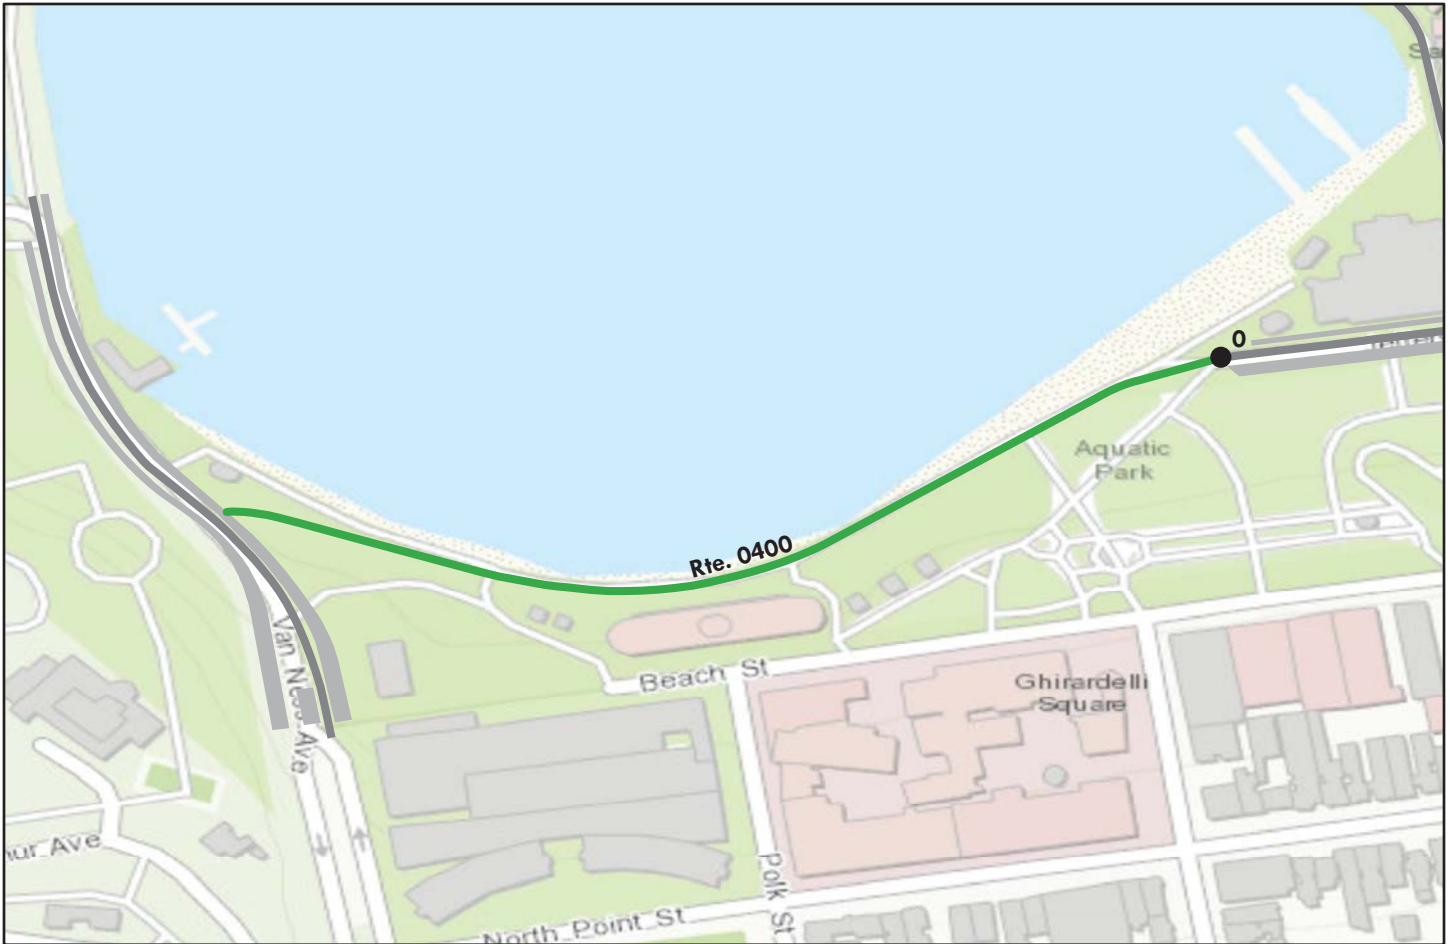 0
Aquatic
Park
Rte. 0400
Van Ness Ave
Beach St
Ghirardelli
Square
Polk St
North Point St